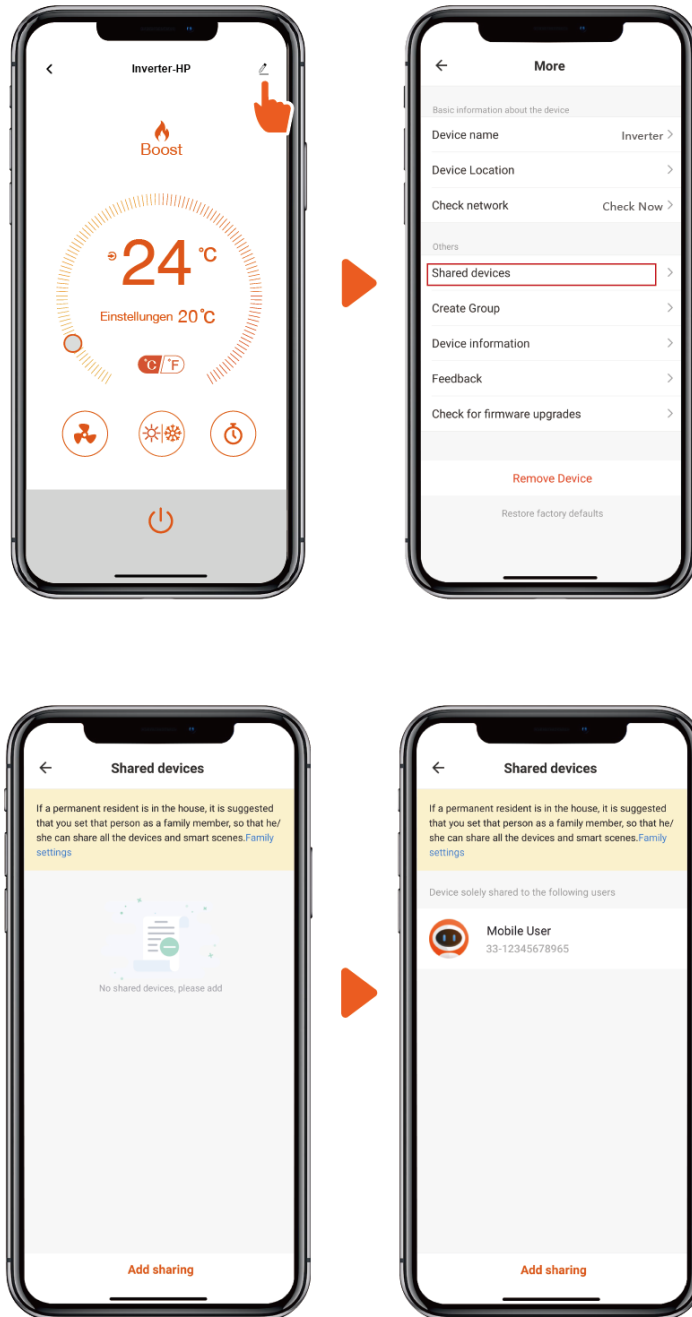 Inverter-HP
Boost
24 °C
Einstellungen 20°C
°C/°F
More
Basic information about the device
Device name Inverter
Device Location
Check network Check Now
Others
Shared devices
Create Group
Device information
Feedback
Check for firmware upgrades
Remove Device
Restore factory defaults
Shared devices
If a permanent resident is in the house, it is suggested
that you set that person as a family member, so that he/
she can share all the devices and smart scenes.Family
settings
No shared devices, please add
Add sharing
Shared devices
If a permanent resident is in the house, it is suggested
that you set that person as a family member, so that he/
she can share all the devices and smart scenes.Family
settings
Device solely shared to the following users
Mobile User
33-12345678965
Add sharing